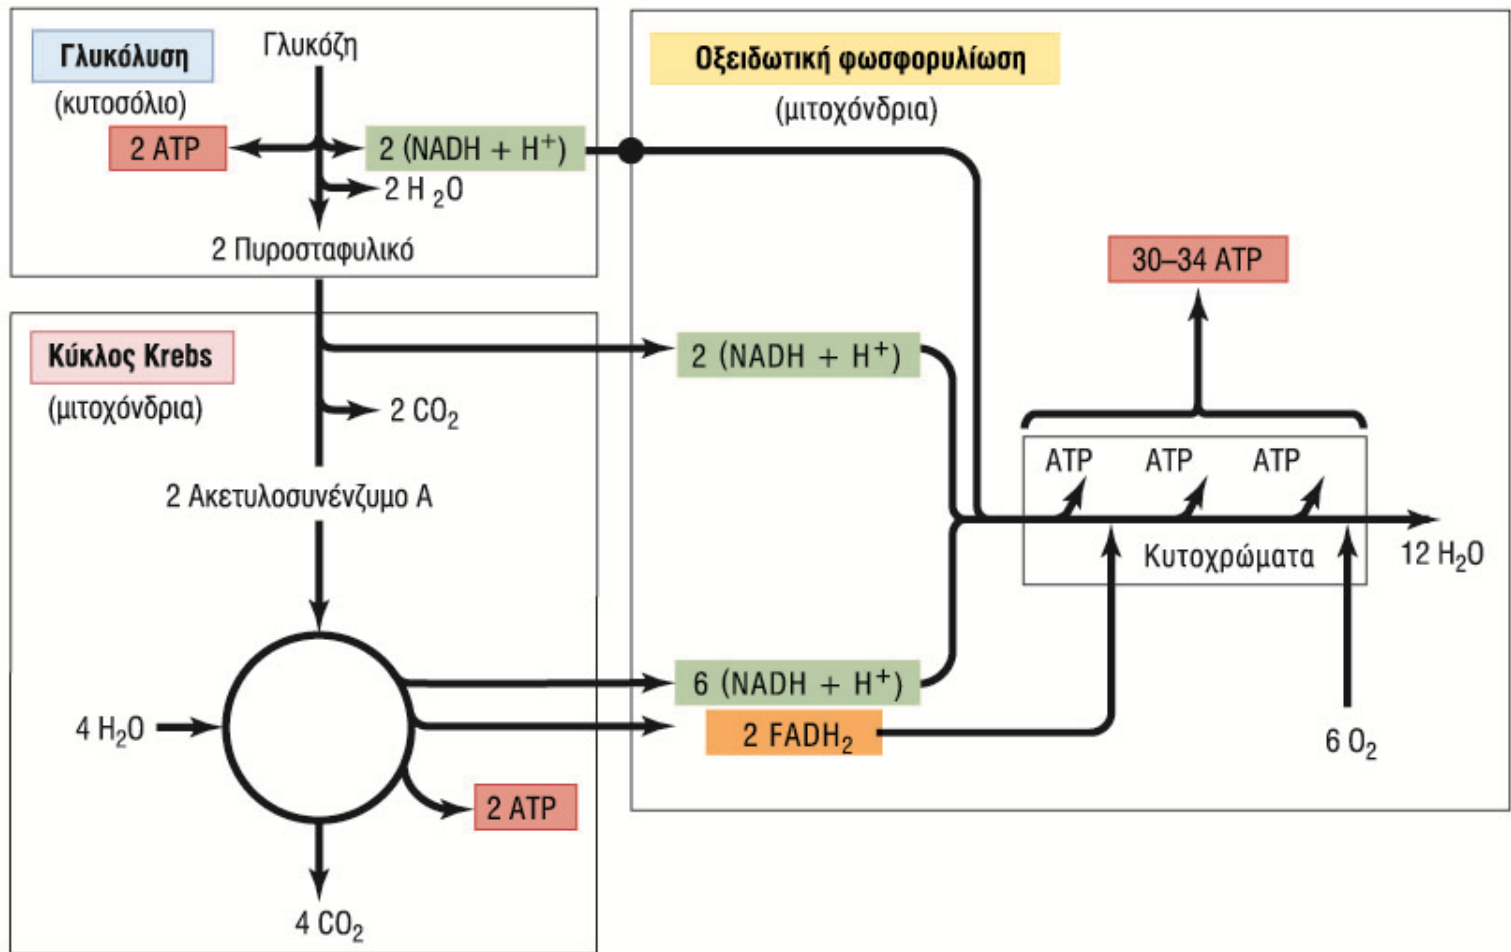 Γλυκόλυση
(κυτοσόλιο)
Γλυκόζη
2 ATP
2 (NADH + H⁺)
2 H ₂O
2 Πυροσταφυλικό
Κύκλος Krebs
(μιτοχόνδρια)
2 CO₂
2 Ακετυλοσυνένζυμο Α
4 H₂O
2 ATP
4 CO₂
Οξειδωτική φωσφορυλίωση
(μιτοχόνδρια)
2 (NADH + H⁺)
6 (NADH + H⁺)
2 FADH₂
30–34 ATP
ATP ATP ATP
Κυτοχρώματα
12 H₂O
6 O₂